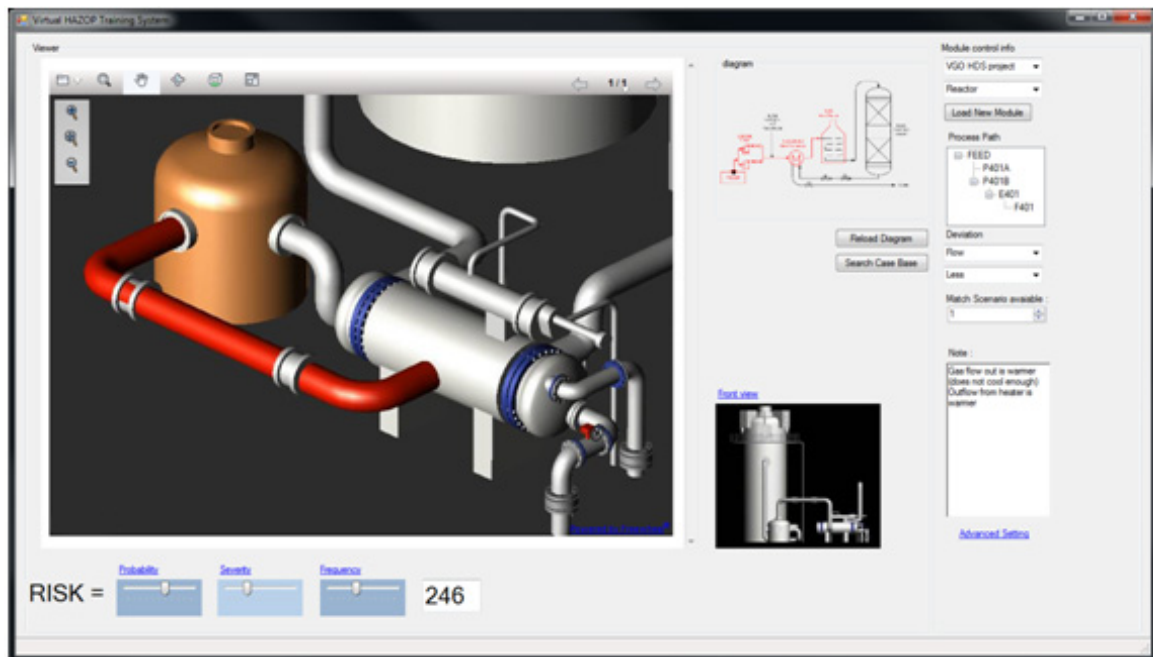 Virtual HAZOP Training System
Viewer
1 / 1
diagram
Reload Diagram
Search Case Base
Front view
Module control info
VGO HDS project
Reactor
Load New Module
Process Path
FEED
P401A
P401B
E401
F401
Deviation
Flow
Less
Match Scenario avaiable :
1
Note :
Gas flow out is warmer
(does not cool enough)
Outflow from heater is
warmer
Advanced Setting
RISK =
Probability
Severity
Frequency
246